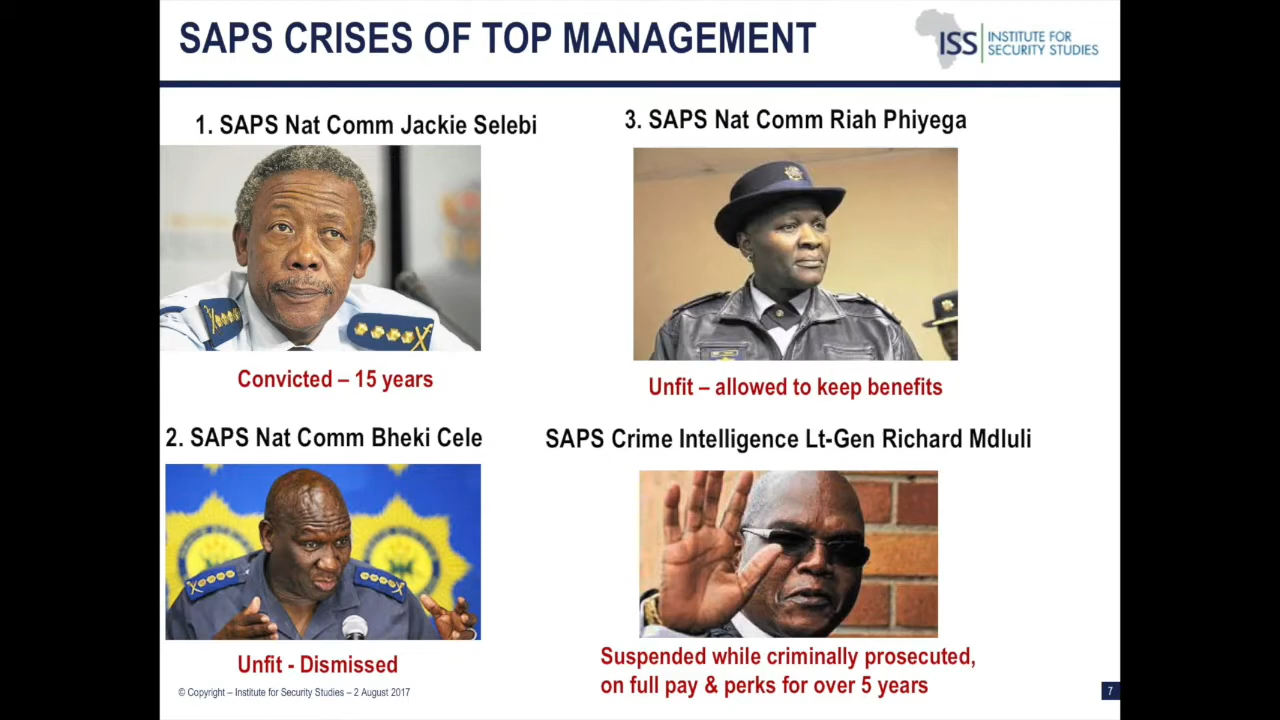 SAPS CRISES OF TOP MANAGEMENT
ISS
INSTITUTE FOR
SECURITY STUDIES
1. SAPS Nat Comm Jackie Selebi
Convicted – 15 years
2. SAPS Nat Comm Bheki Cele
Unfit - Dismissed
3. SAPS Nat Comm Riah Phiyega
Unfit – allowed to keep benefits
SAPS Crime Intelligence Lt-Gen Richard Mdluli
Suspended while criminally prosecuted,
on full pay & perks for over 5 years
© Copyright – Institute for Security Studies – 2 August 2017
7